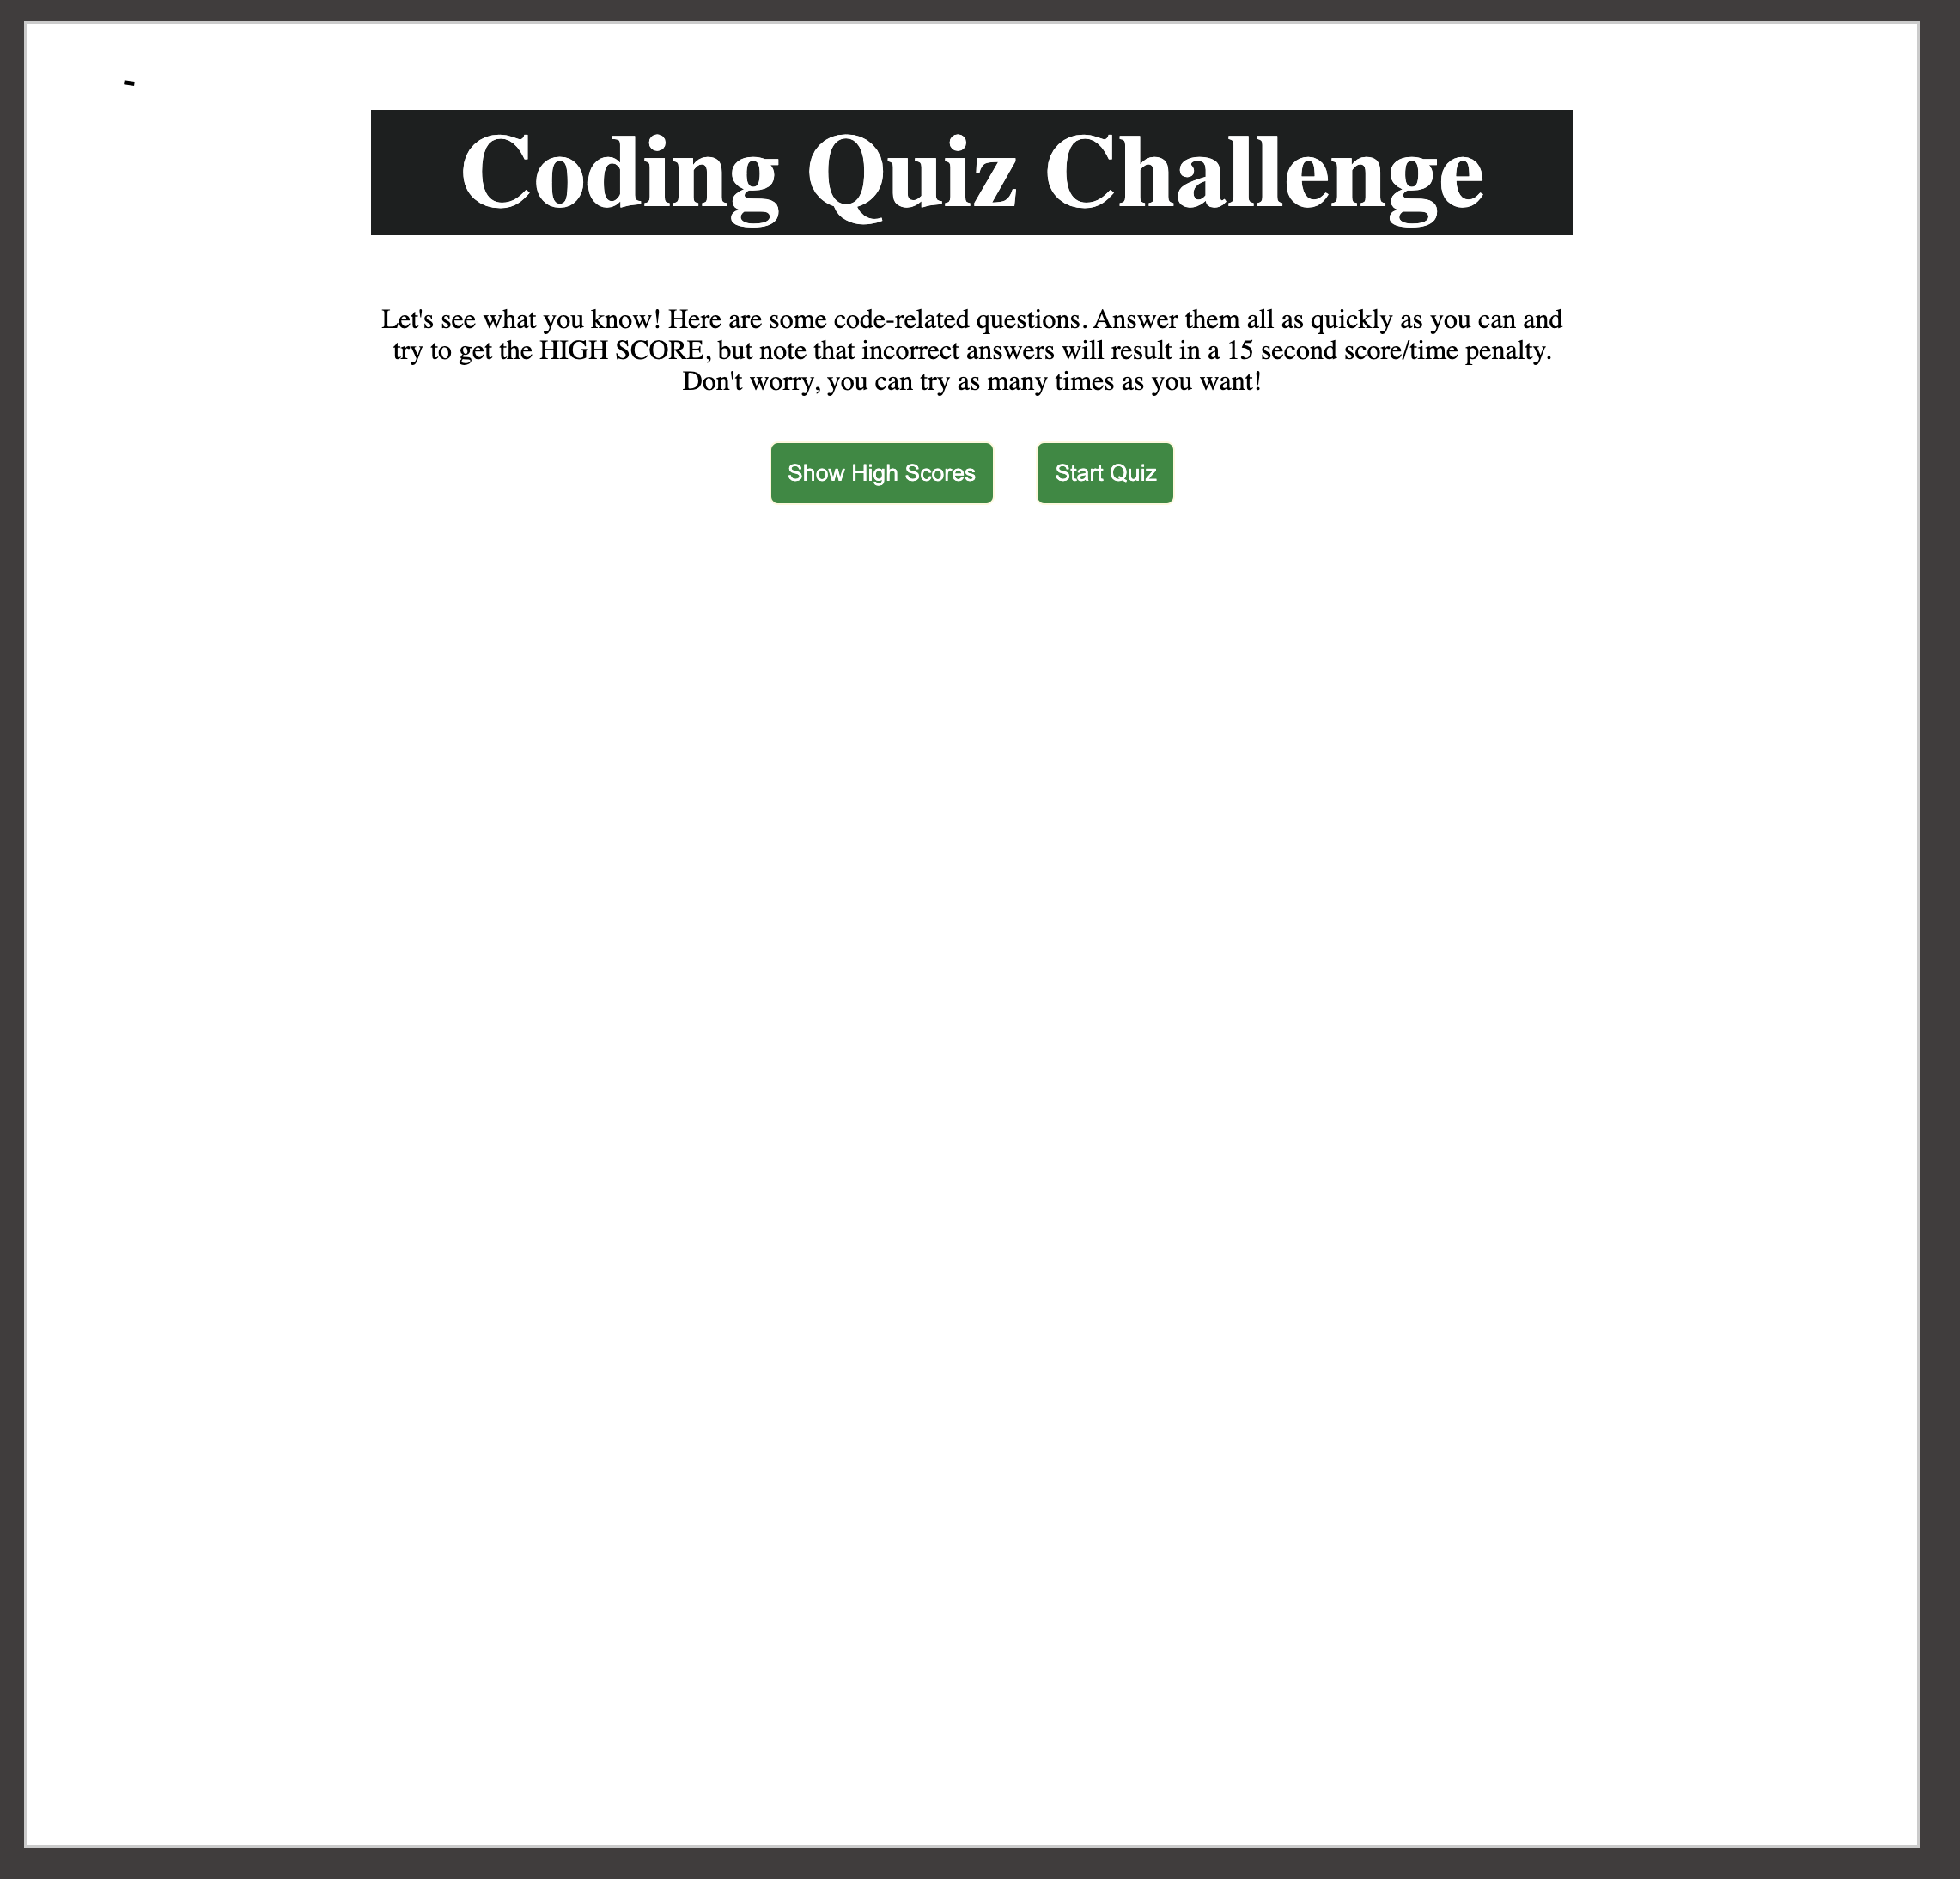 -
Coding Quiz Challenge
Let's see what you know! Here are some code-related questions. Answer them all as quickly as you can and
try to get the HIGH SCORE, but note that incorrect answers will result in a 15 second score/time penalty.
Don't worry, you can try as many times as you want!
Show High Scores
Start Quiz